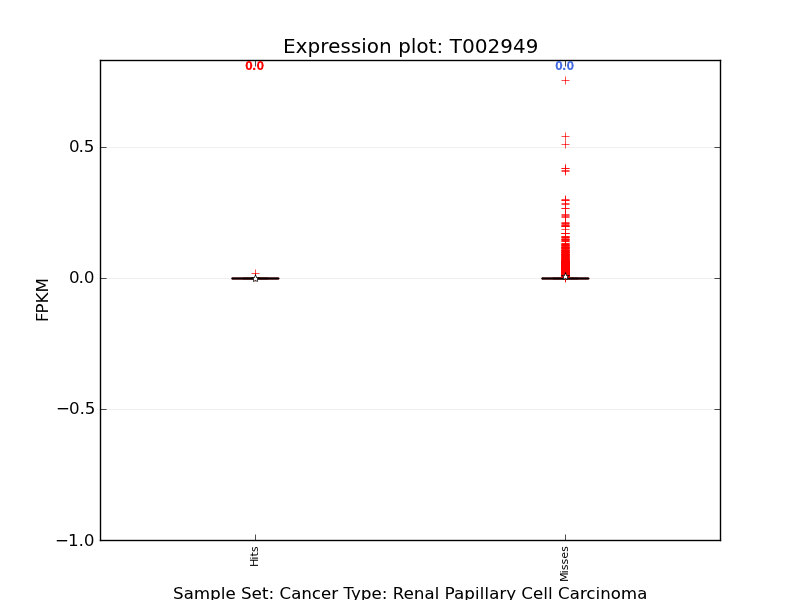 Expression plot: T002949
0.0 0.0
0.5
0.0
−0.5
−1.0
FPKM
Hits
Misses
Sample Set: Cancer Type: Renal Papillary Cell Carcinoma